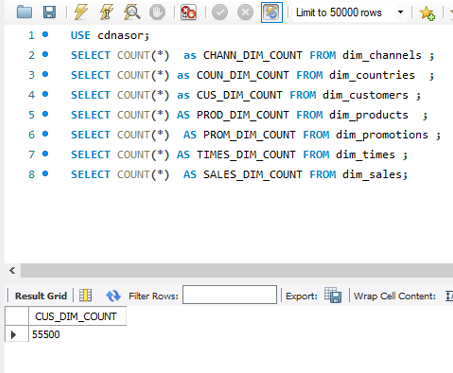 Limit to 50000 rows
1 USE cdnasor;
2 SELECT COUNT(*) as CHANN_DIM_COUNT FROM dim_channels ;
3 SELECT COUNT(*) as COUN_DIM_COUNT FROM dim_countries ;
4 SELECT COUNT(*) as CUS_DIM_COUNT FROM dim_customers ;
5 SELECT COUNT(*) AS PROD_DIM_COUNT FROM dim_products ;
6 SELECT COUNT(*) AS PROM_DIM_COUNT FROM dim_promotions ;
7 SELECT COUNT(*) AS TIMES_DIM_COUNT FROM dim_times ;
8 SELECT COUNT(*) AS SALES_DIM_COUNT FROM dim_sales;
Result Grid Filter Rows: Export: Wrap Cell Content:
CUS_DIM_COUNT
55500